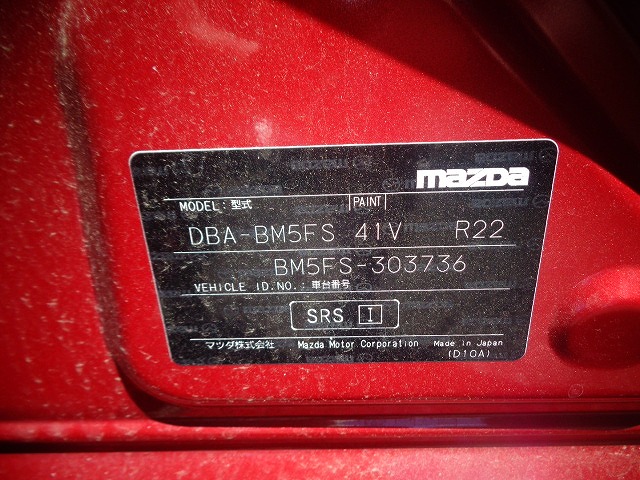 mazda
MODEL: 型式 PAINT
DBA-BM5FS 41V R22
BM5FS-303736
VEHICLE I.D.NO.: 車台番号
SRS I
マツダ株式会社 Mazda Motor Corporation Made in Japan
(D10A)